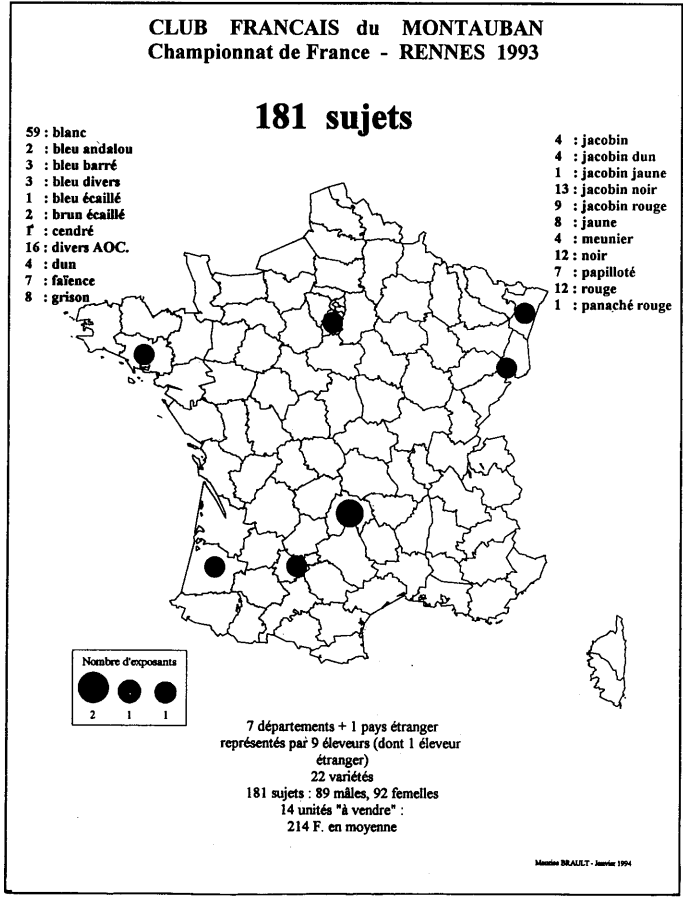 CLUB FRANCAIS du MONTAUBAN
Championnat de France - RENNES 1993
181 sujets
59 : blanc
2 : bleu andalou
3 : bleu barré
3 : bleu divers
1 : bleu écaillé
2 : brun écaillé
1 : cendré
16 : divers AOC.
4 : dun
7 : faïence
8 : grison
4 : jacobin
4 : jacobin dun
1 : jacobin jaune
13 : jacobin noir
9 : jacobin rouge
8 : jaune
4 : meunier
12 : noir
7 : papilloté
12 : rouge
1 : panaché rouge
Nombre d'exposants
2 1 1
7 départements + 1 pays étranger
représentés par 9 éleveurs (dont 1 éleveur
étranger)
22 variétés
181 sujets : 89 mâles, 92 femelles
14 unités "à vendre" :
214 F. en moyenne
Maurice BRAULT - Janvier 1994